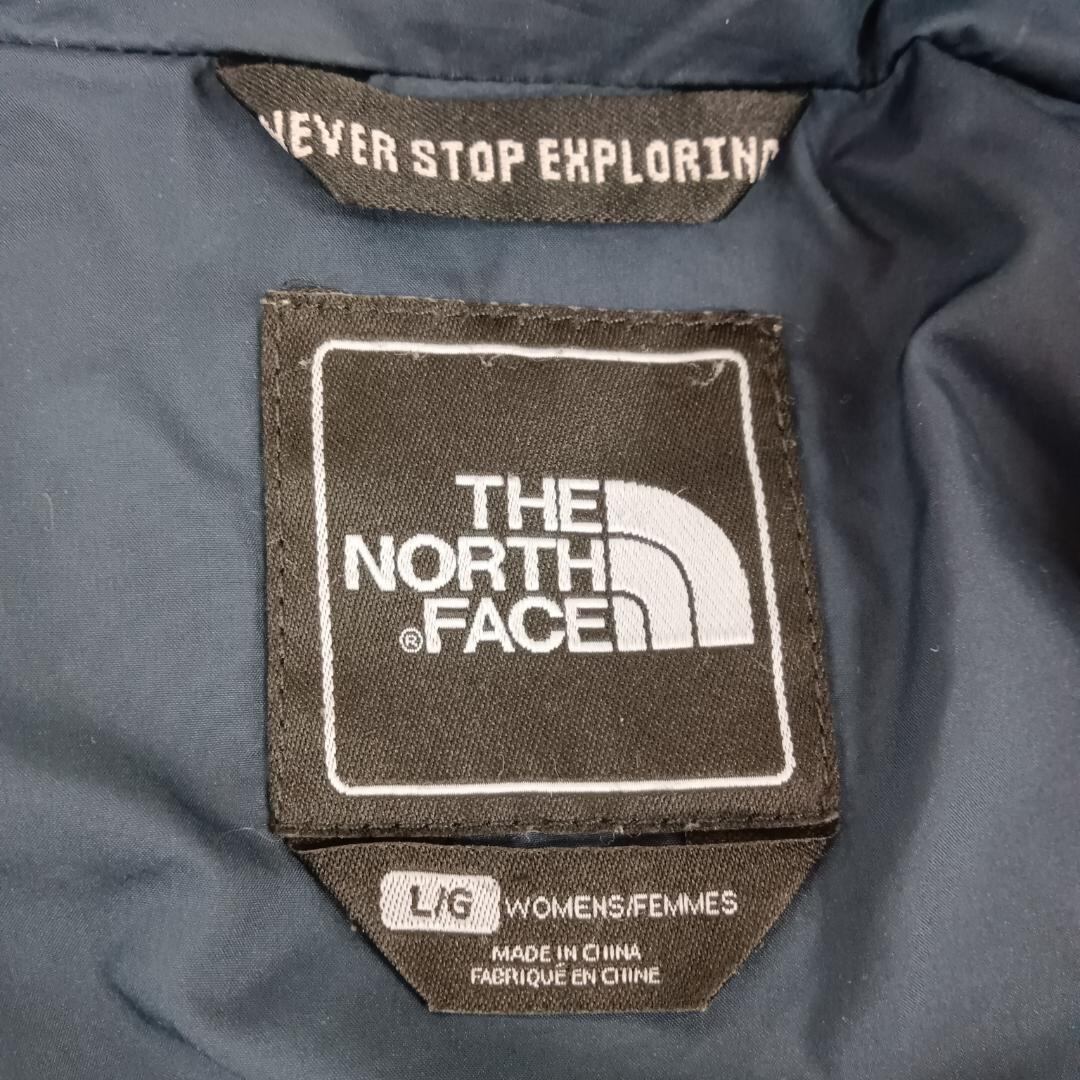 NEVER STOP EXPLORING
THE
NORTH
®FACE
L/G WOMENS/FEMMES
MADE IN CHINA
FABRIQUÉ EN CHINE